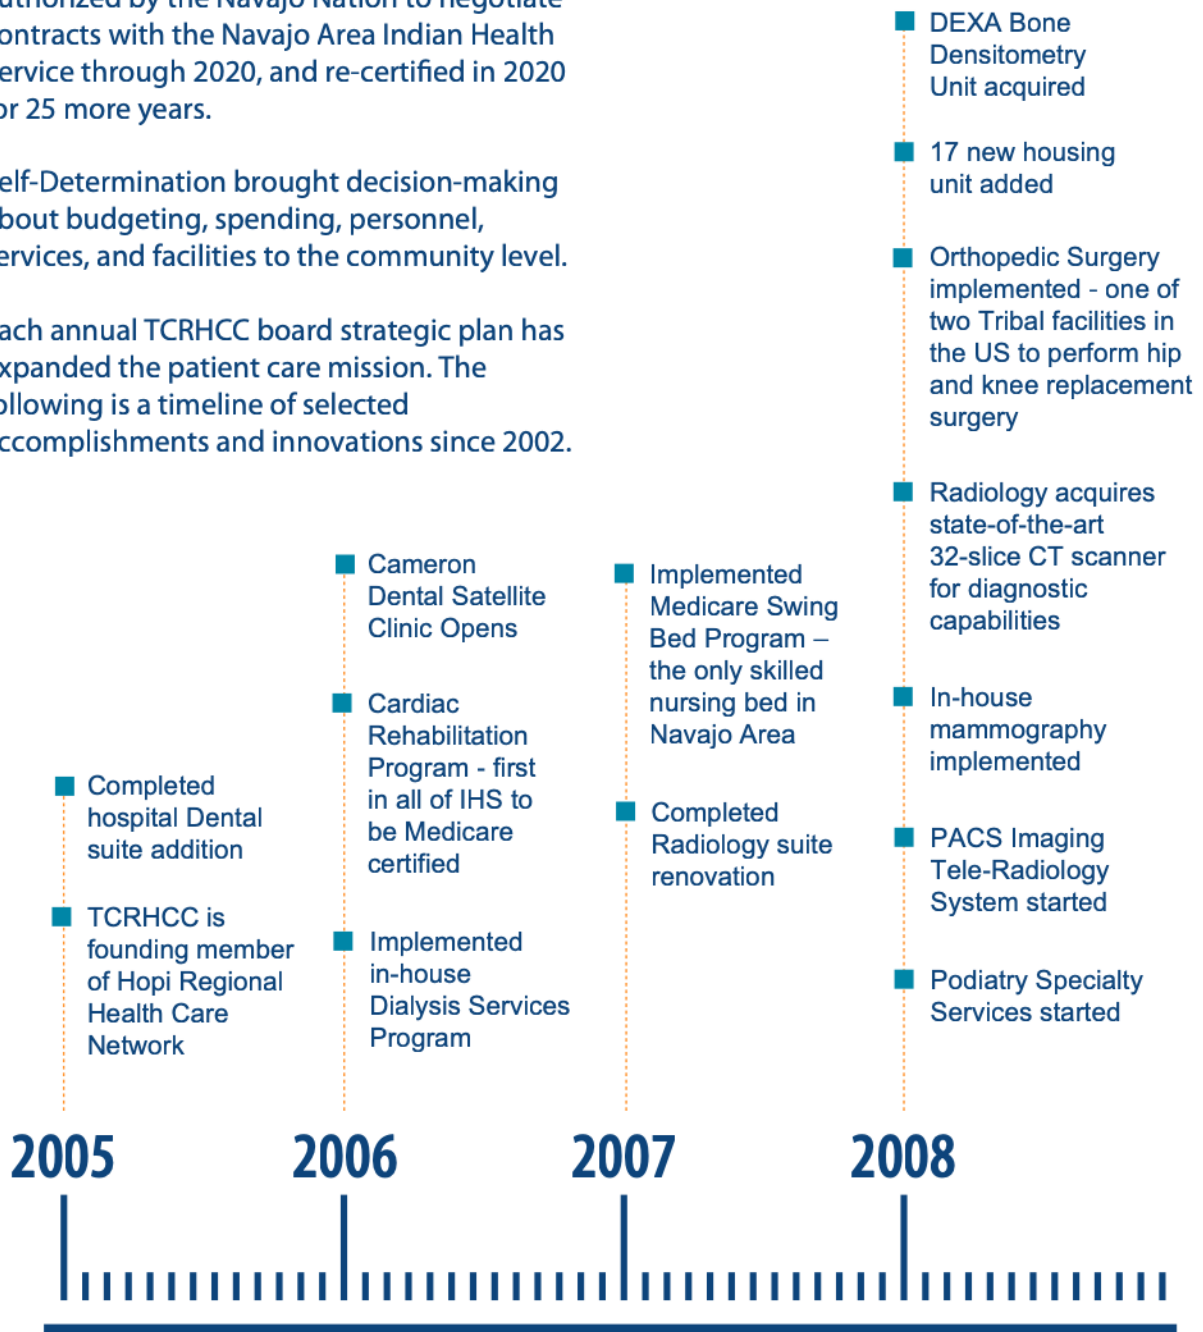 uthorized by the Navajo Nation to negotiate
ontracts with the Navajo Area Indian Health
ervice through 2020, and re-certified in 2020
or 25 more years.
elf-Determination brought decision-making
bout budgeting, spending, personnel,
ervices, and facilities to the community level.
ach annual TCRHCC board strategic plan has
xpanded the patient care mission. The
ollowing is a timeline of selected
ccomplishments and innovations since 2002.
Completed
hospital Dental
suite addition
TCRHCC is
founding member
of Hopi Regional
Health Care
Network
2005
Cameron
Dental Satellite
Clinic Opens
Cardiac
Rehabilitation
Program - first
in all of IHS to
be Medicare
certified
Implemented
in-house
Dialysis Services
Program
2006
Implemented
Medicare Swing
Bed Program –
the only skilled
nursing bed in
Navajo Area
Completed
Radiology suite
renovation
2007
DEXA Bone
Densitometry
Unit acquired
17 new housing
unit added
Orthopedic Surgery
implemented - one of
two Tribal facilities in
the US to perform hip
and knee replacement
surgery
Radiology acquires
state-of-the-art
32-slice CT scanner
for diagnostic
capabilities
In-house
mammography
implemented
PACS Imaging
Tele-Radiology
System started
Podiatry Specialty
Services started
2008